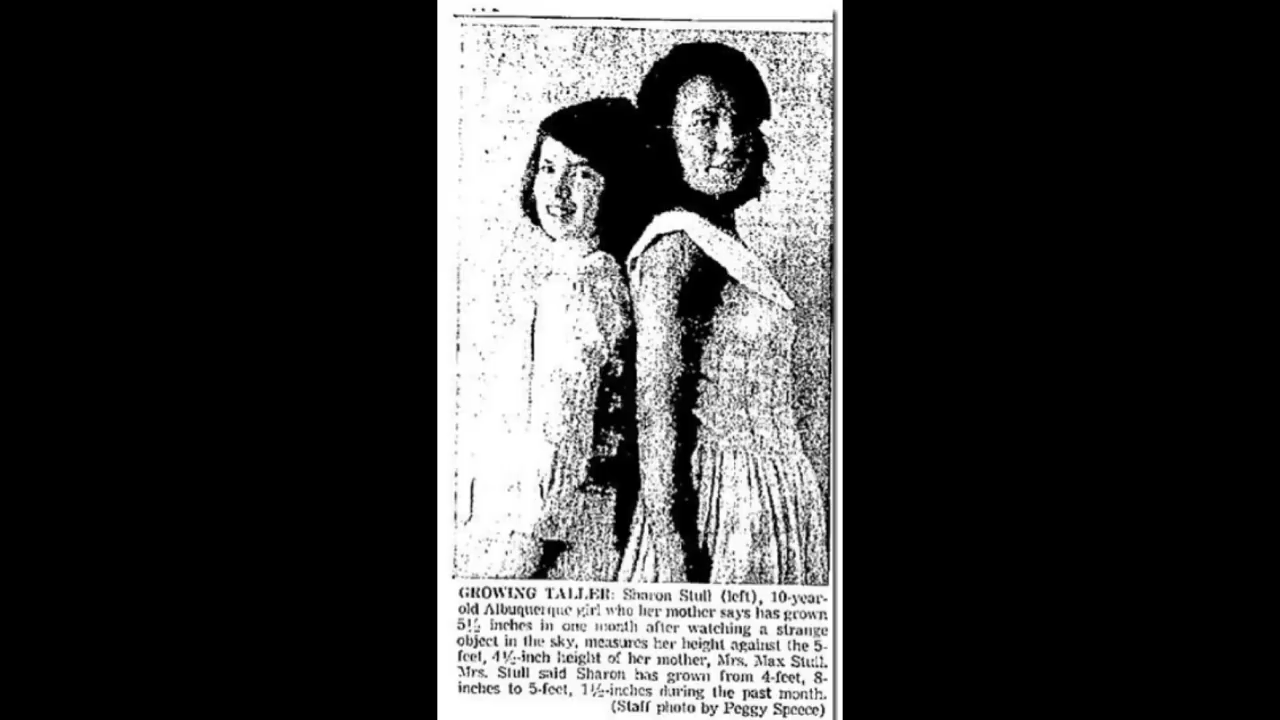 GROWING TALLER: Sharon Stull (left), 10-year-
old Albuquerque girl who her mother says has grown
5½ inches in one month after watching a strange
object in the sky, measures her height against the 5-
feet, 4½-inch height of her mother, Mrs. Max Stull.
Mrs. Stull said Sharon has grown from 4-feet, 8-
inches to 5-feet, 1½-inches during the past month.
(Staff photo by Peggy Speece)